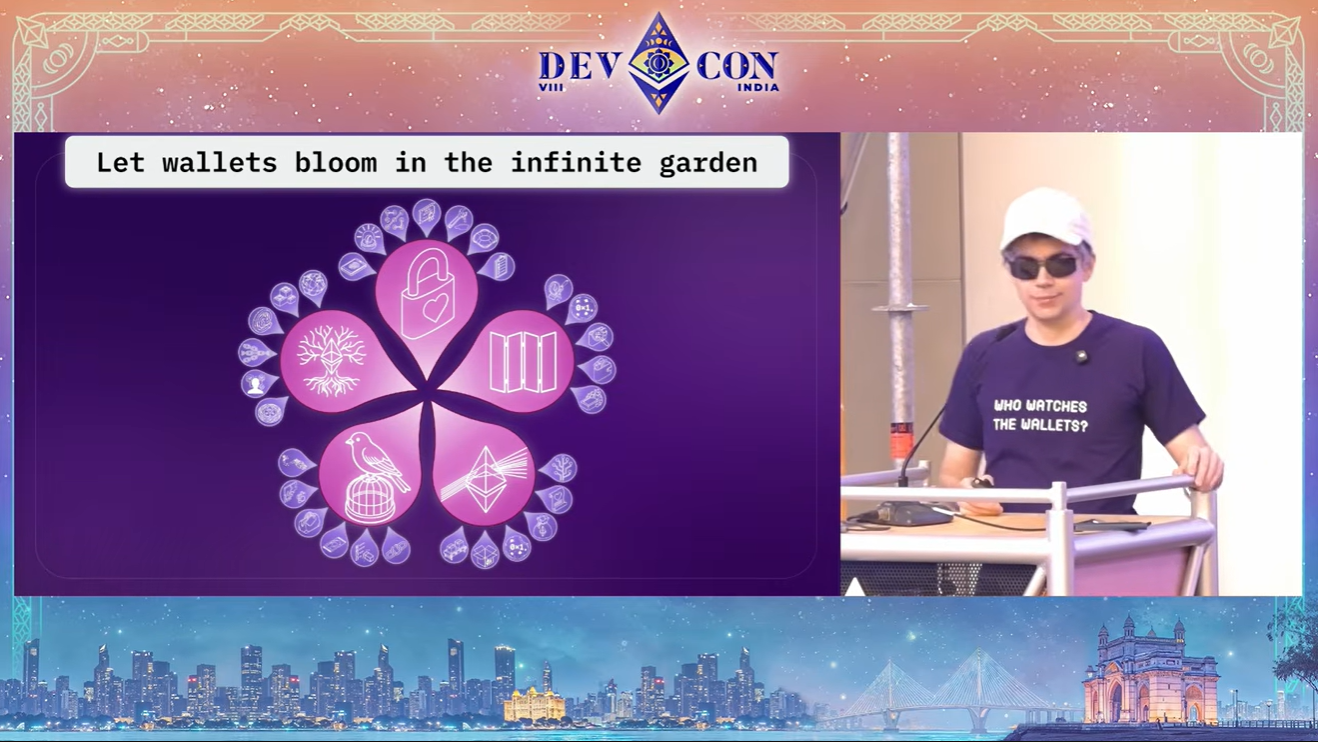 DEV CON
VIII INDIA
Let wallets bloom in the infinite garden
WHO WATCHES
THE WALLETS?